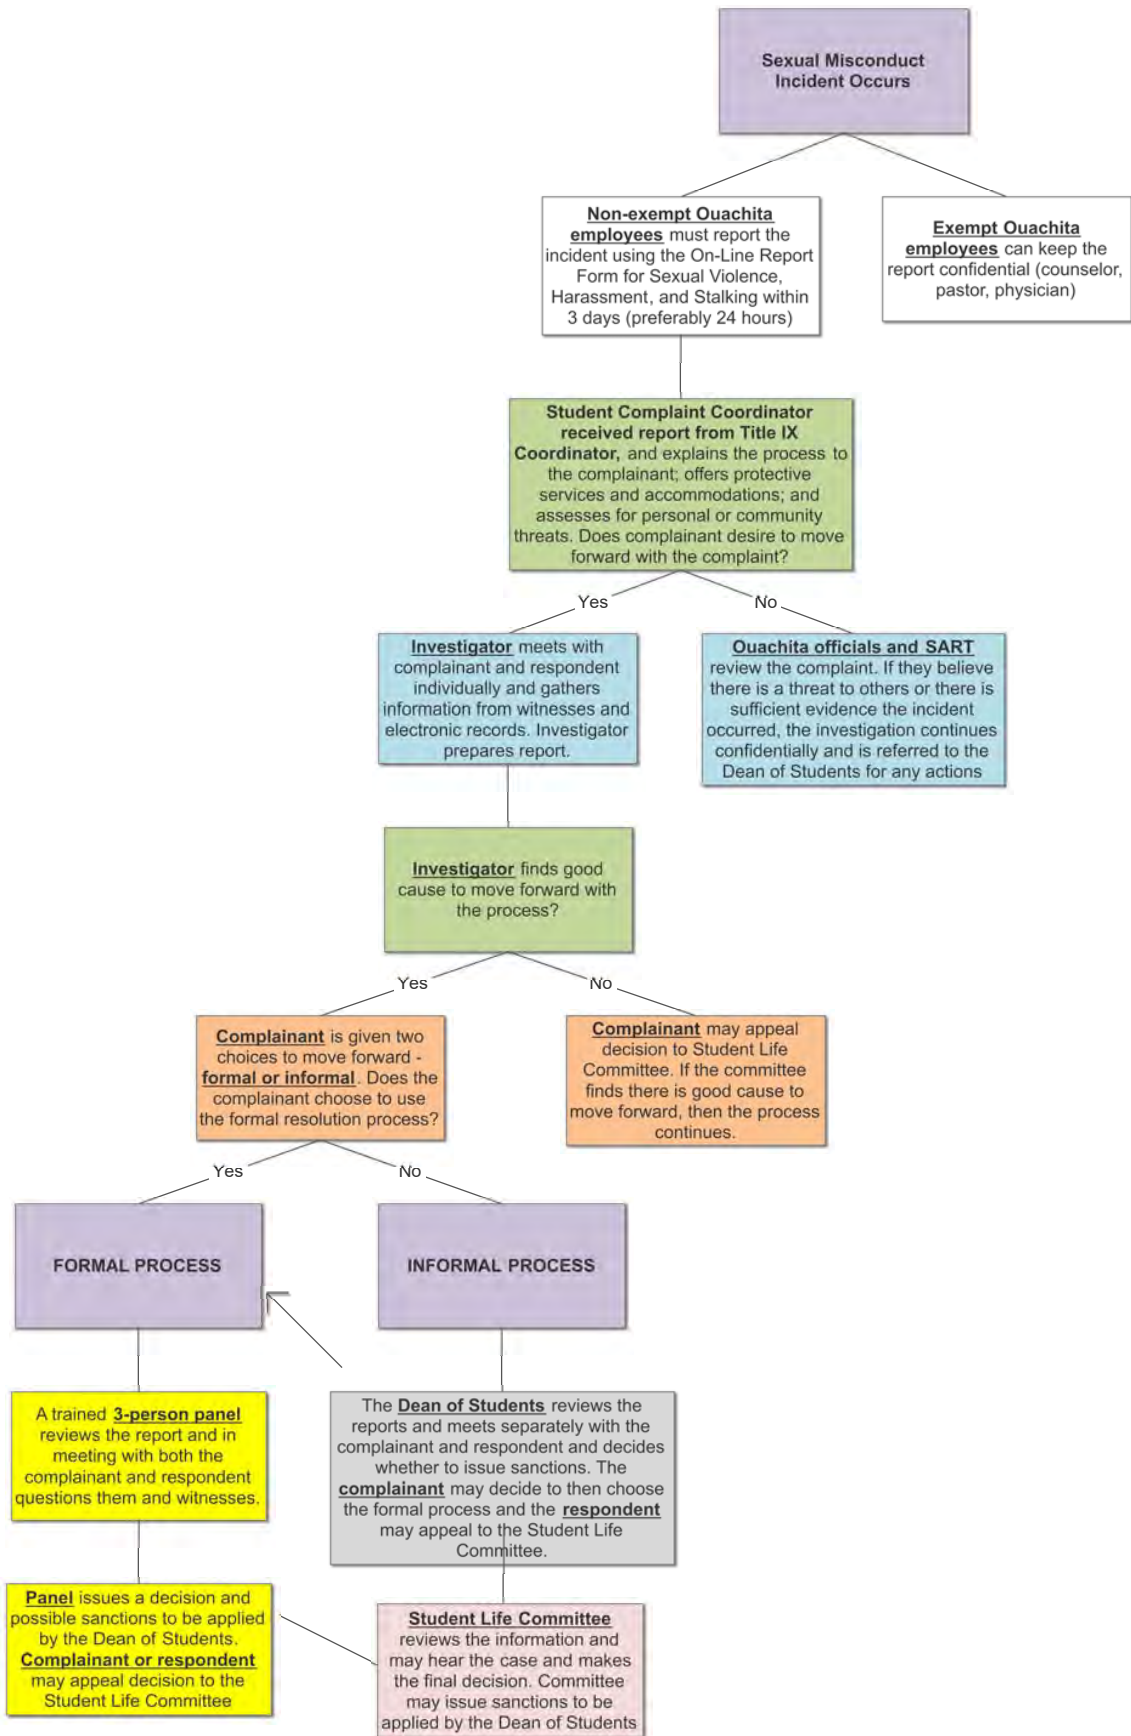 Sexual Misconduct
Incident Occurs
Non-exempt Ouachita
employees must report the
incident using the On-Line Report
Form for Sexual Violence,
Harassment, and Stalking within
3 days (preferably 24 hours)
Exempt Ouachita
employees can keep the
report confidential (counselor,
pastor, physician)
Student Complaint Coordinator
received report from Title IX
Coordinator, and explains the process to
the complainant; offers protective
services and accommodations; and
assesses for personal or community
threats. Does complainant desire to move
forward with the complaint?
Yes
No
Investigator meets with
complainant and respondent
individually and gathers
information from witnesses and
electronic records. Investigator
prepares report.
Ouachita officials and SART
review the complaint. If they believe
there is a threat to others or there is
sufficient evidence the incident
occurred, the investigation continues
confidentially and is referred to the
Dean of Students for any actions
Investigator finds good
cause to move forward with
the process?
Yes
No
Complainant is given two
choices to move forward -
formal or informal. Does the
complainant choose to use
the formal resolution process?
Complainant may appeal
decision to Student Life
Committee. If the committee
finds there is good cause to
move forward, then the process
continues.
Yes
No
FORMAL PROCESS
INFORMAL PROCESS
A trained 3-person panel
reviews the report and in
meeting with both the
complainant and respondent
questions them and witnesses.
The Dean of Students reviews the
reports and meets separately with the
complainant and respondent and decides
whether to issue sanctions. The
complainant may decide to then choose
the formal process and the respondent
may appeal to the Student Life
Committee.
Panel issues a decision and
possible sanctions to be applied
by the Dean of Students.
Complainant or respondent
may appeal decision to the
Student Life Committee
Student Life Committee
reviews the information and
may hear the case and makes
the final decision. Committee
may issue sanctions to be
applied by the Dean of Students